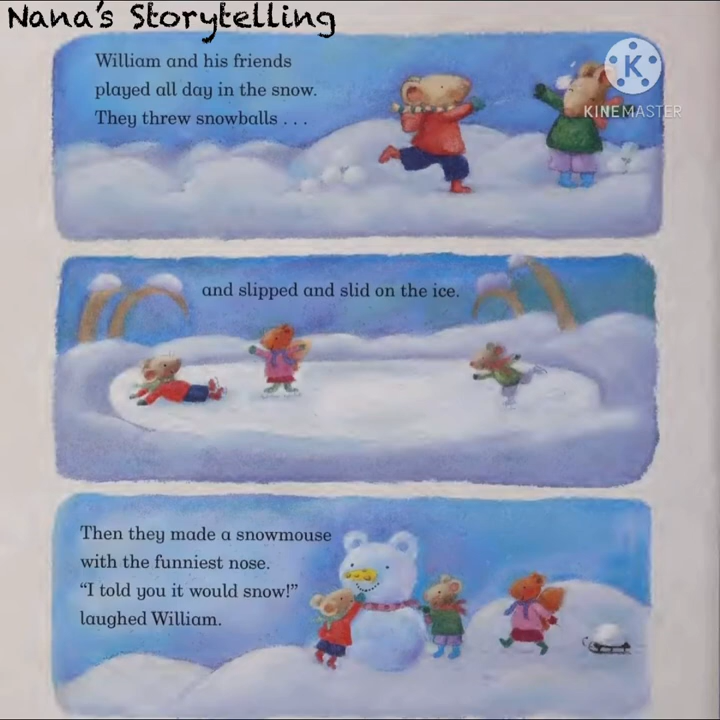 Nana's Storytelling
William and his friends
played all day in the snow.
They threw snowballs . . .
K
KINEMASTER
and slipped and slid on the ice.
Then they made a snowmouse
with the funniest nose.
“I told you it would snow!”
laughed William.